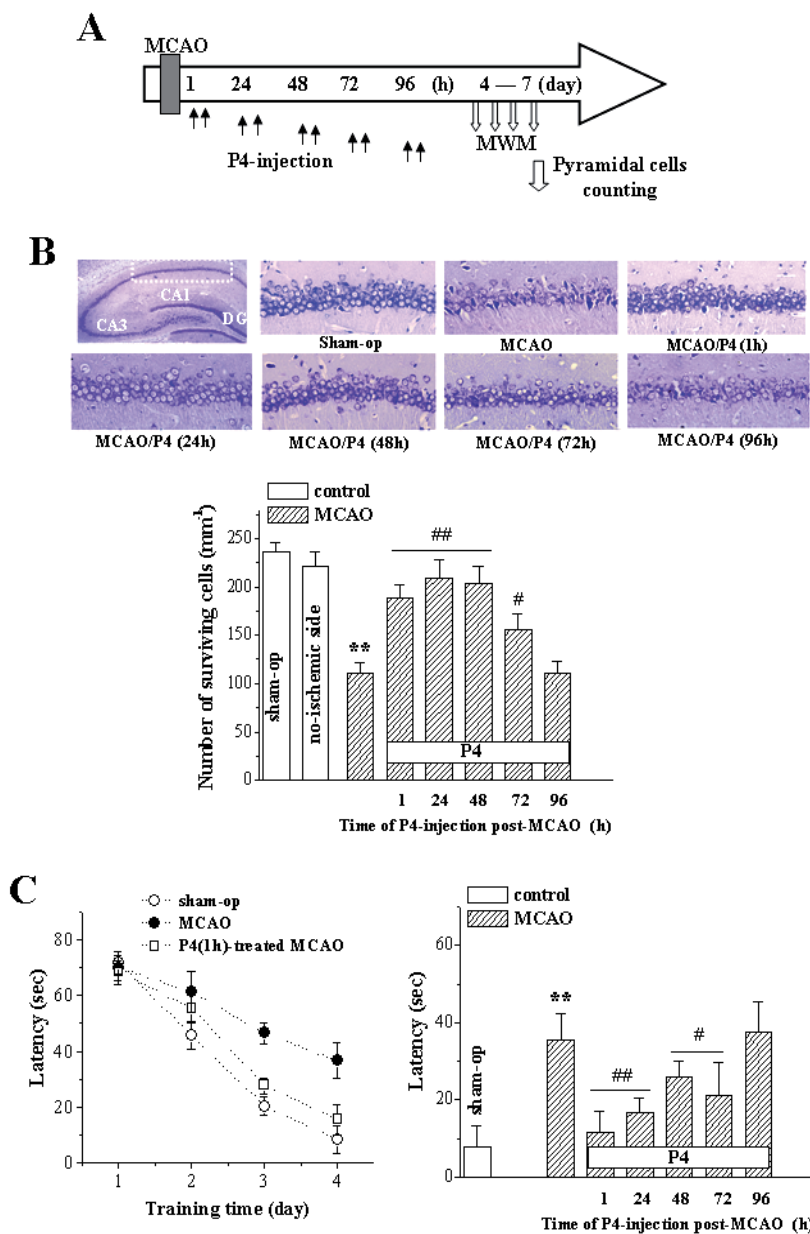 A
MCAO
1 24 48 72 96 (h) 4 — 7 (day)
P4-injection
MWM
Pyramidal cells
counting
B
CA1
CA3
DG
Sham-op
MCAO
MCAO/P4 (1h)
MCAO/P4 (24h)
MCAO/P4 (48h)
MCAO/P4 (72h)
MCAO/P4 (96h)
control
MCAO
Number of surviving cells (mm⁻¹)
250
200
150
100
50
0
sham-op
no-ischemic side
**
##
#
P4
1 24 48 72 96
Time of P4-injection post-MCAO (h)
C
sham-op
MCAO
P4(1h)-treated MCAO
Latency (sec)
80
60
40
20
0
1 2 3 4
Training time (day)
control
MCAO
Latency (sec)
60
40
20
0
sham-op
**
##
#
P4
1 24 48 72 96
Time of P4-injection post-MCAO (h)